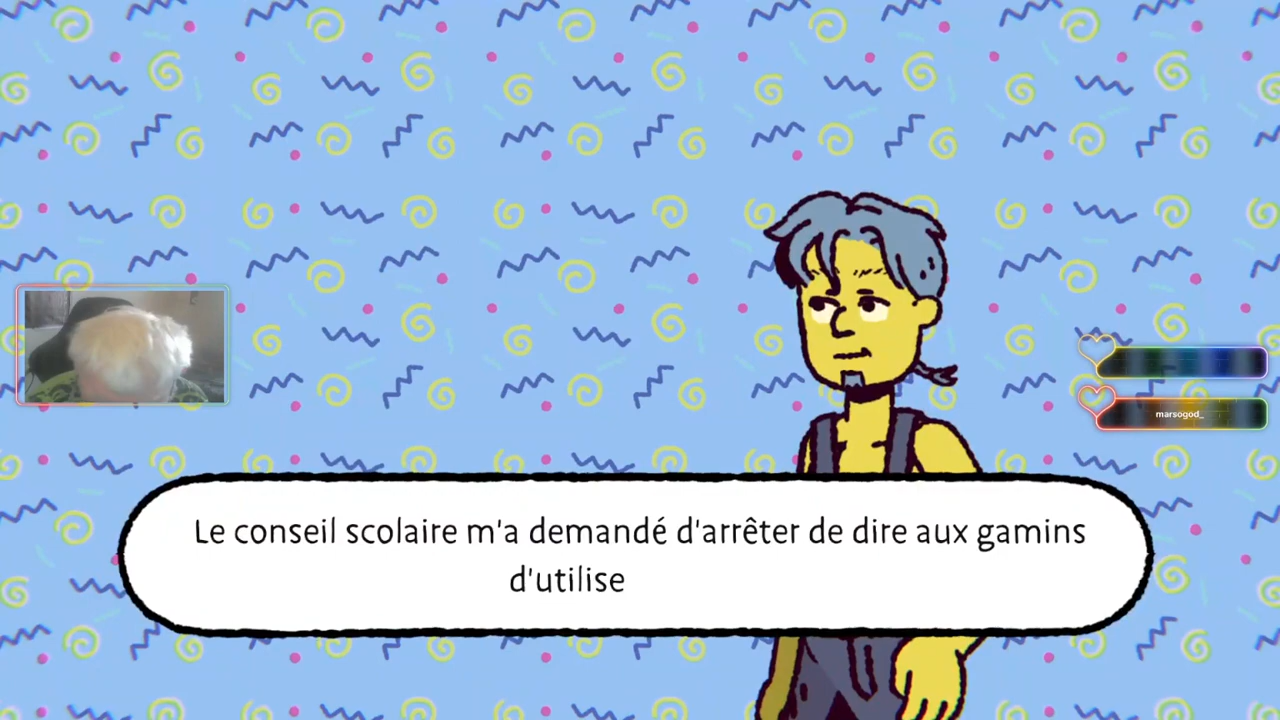 marsogod_
Le conseil scolaire m'a demandé d'arrêter de dire aux gamins
d'utilise